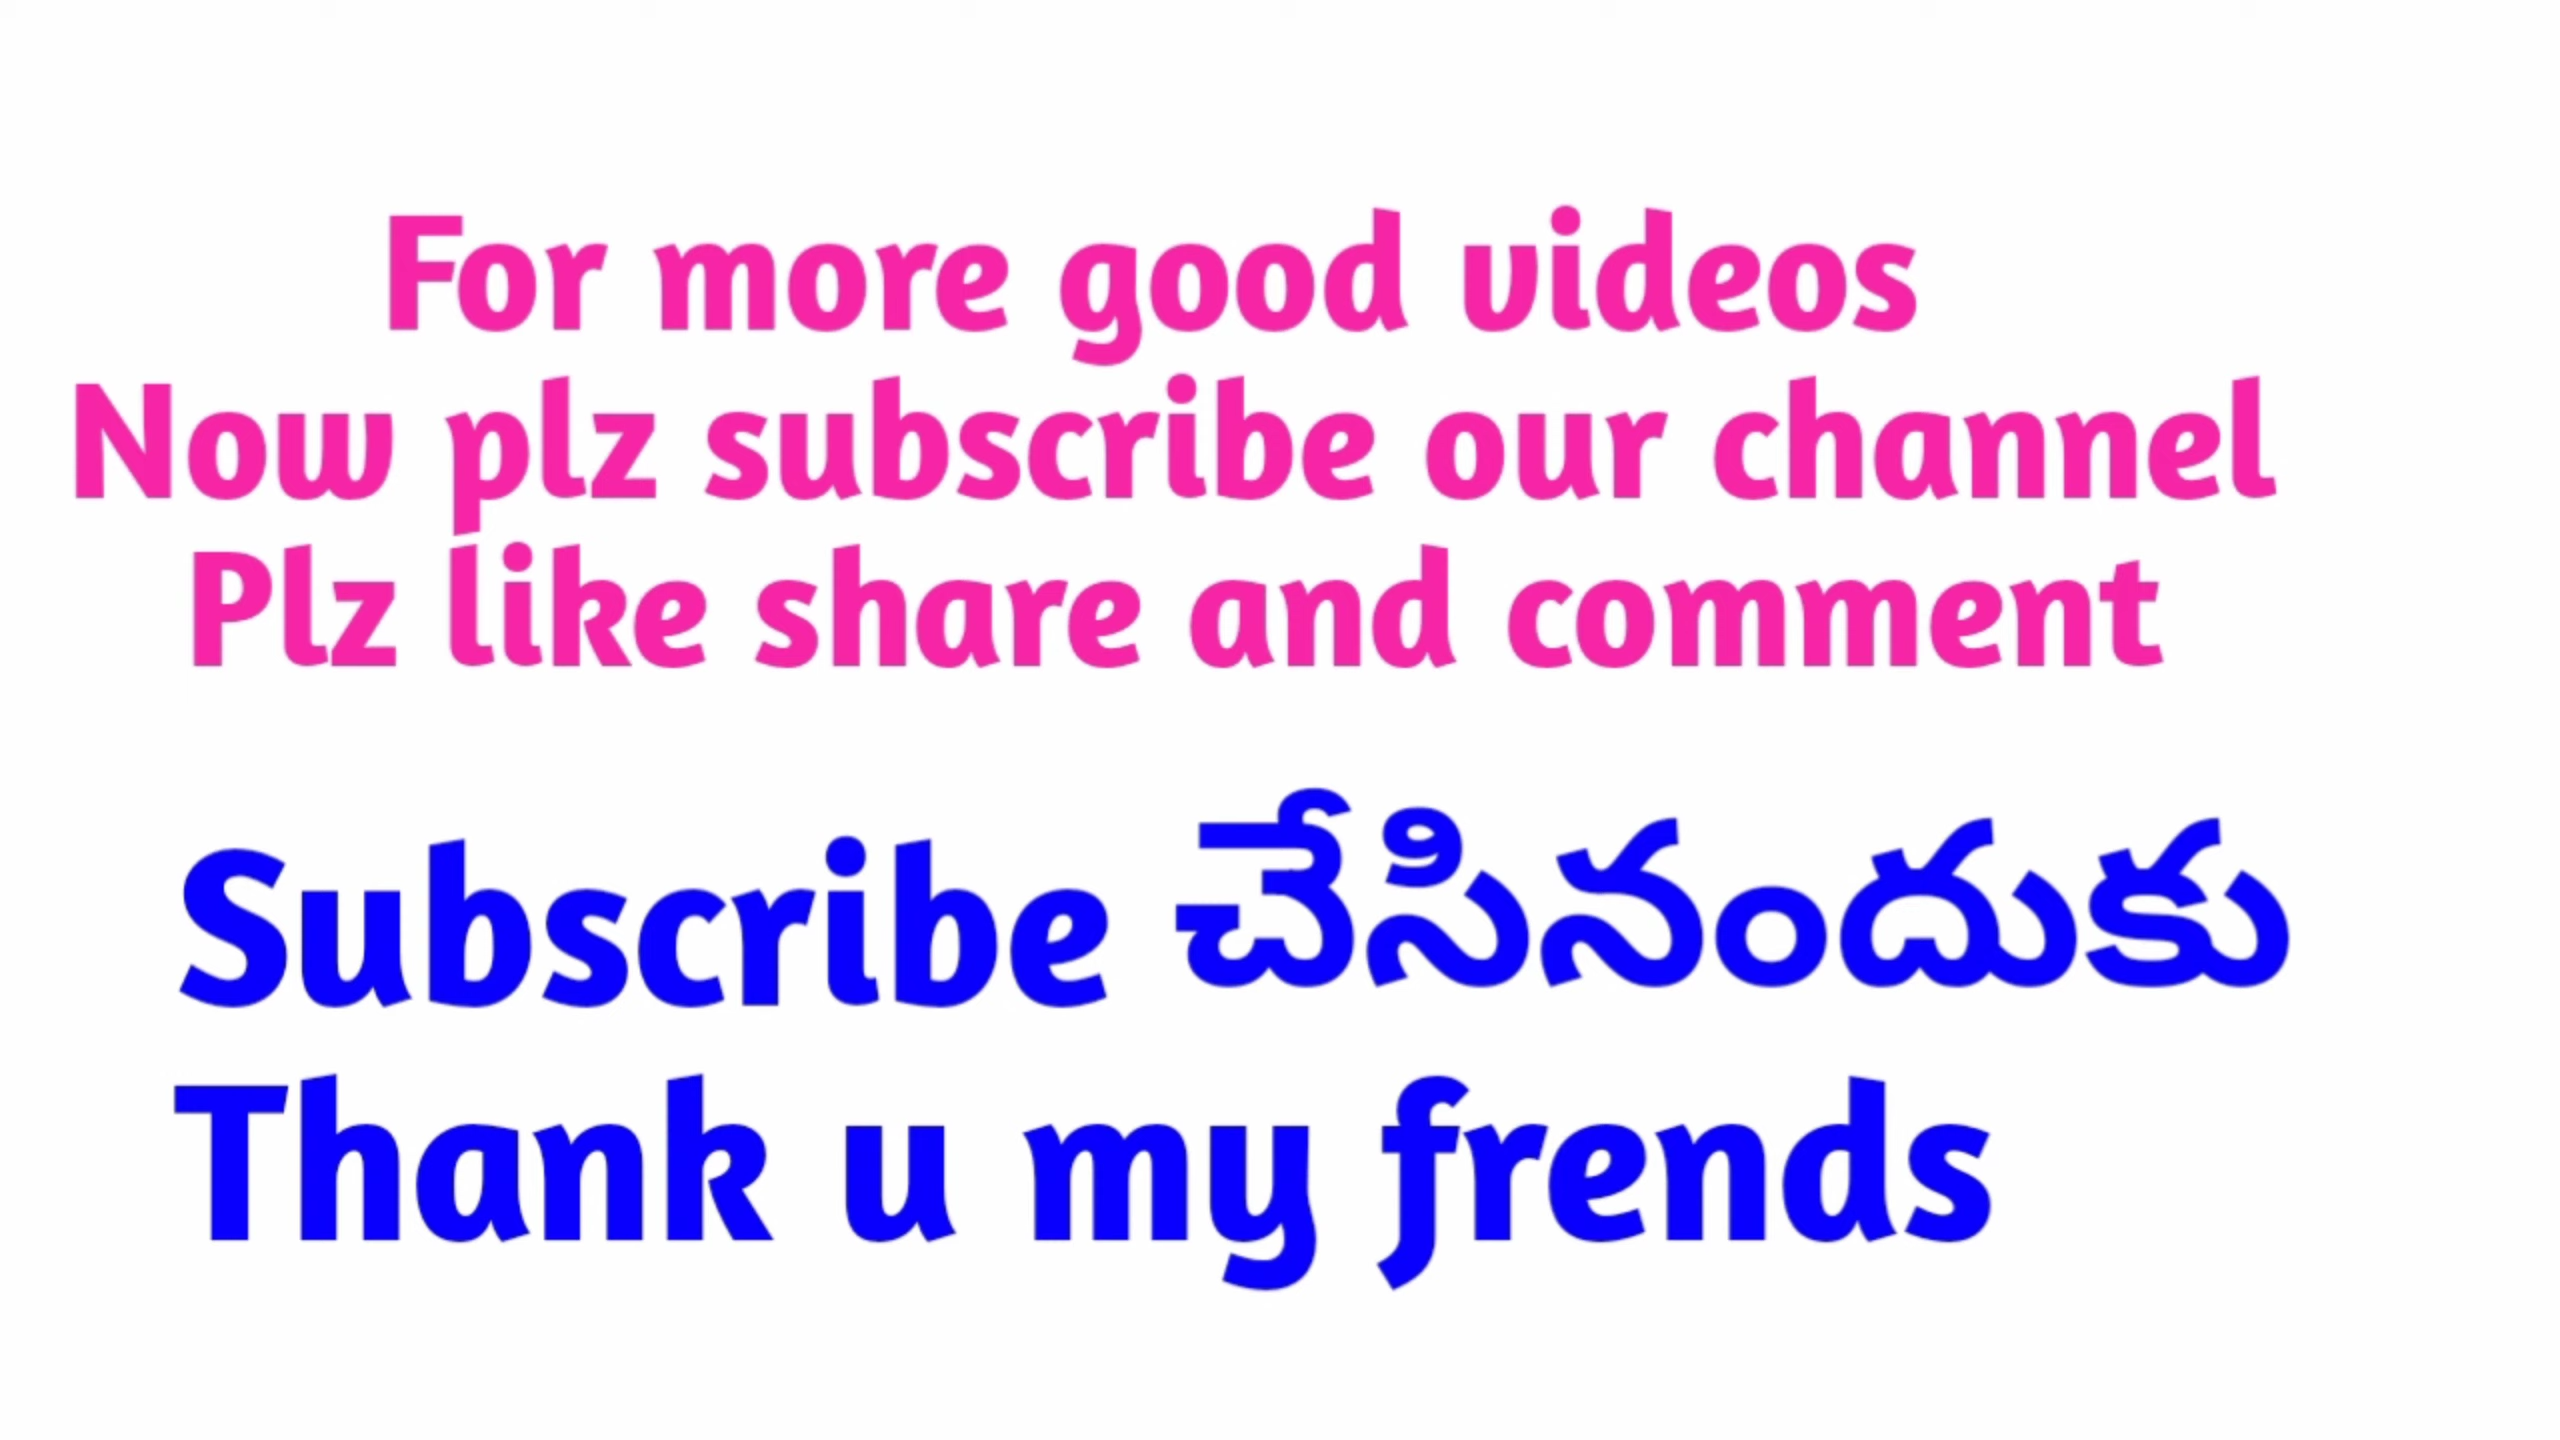 For more good videos
Now plz subscribe our channel
Plz like share and comment
Subscribe చేసినందుకు
Thank u my frends